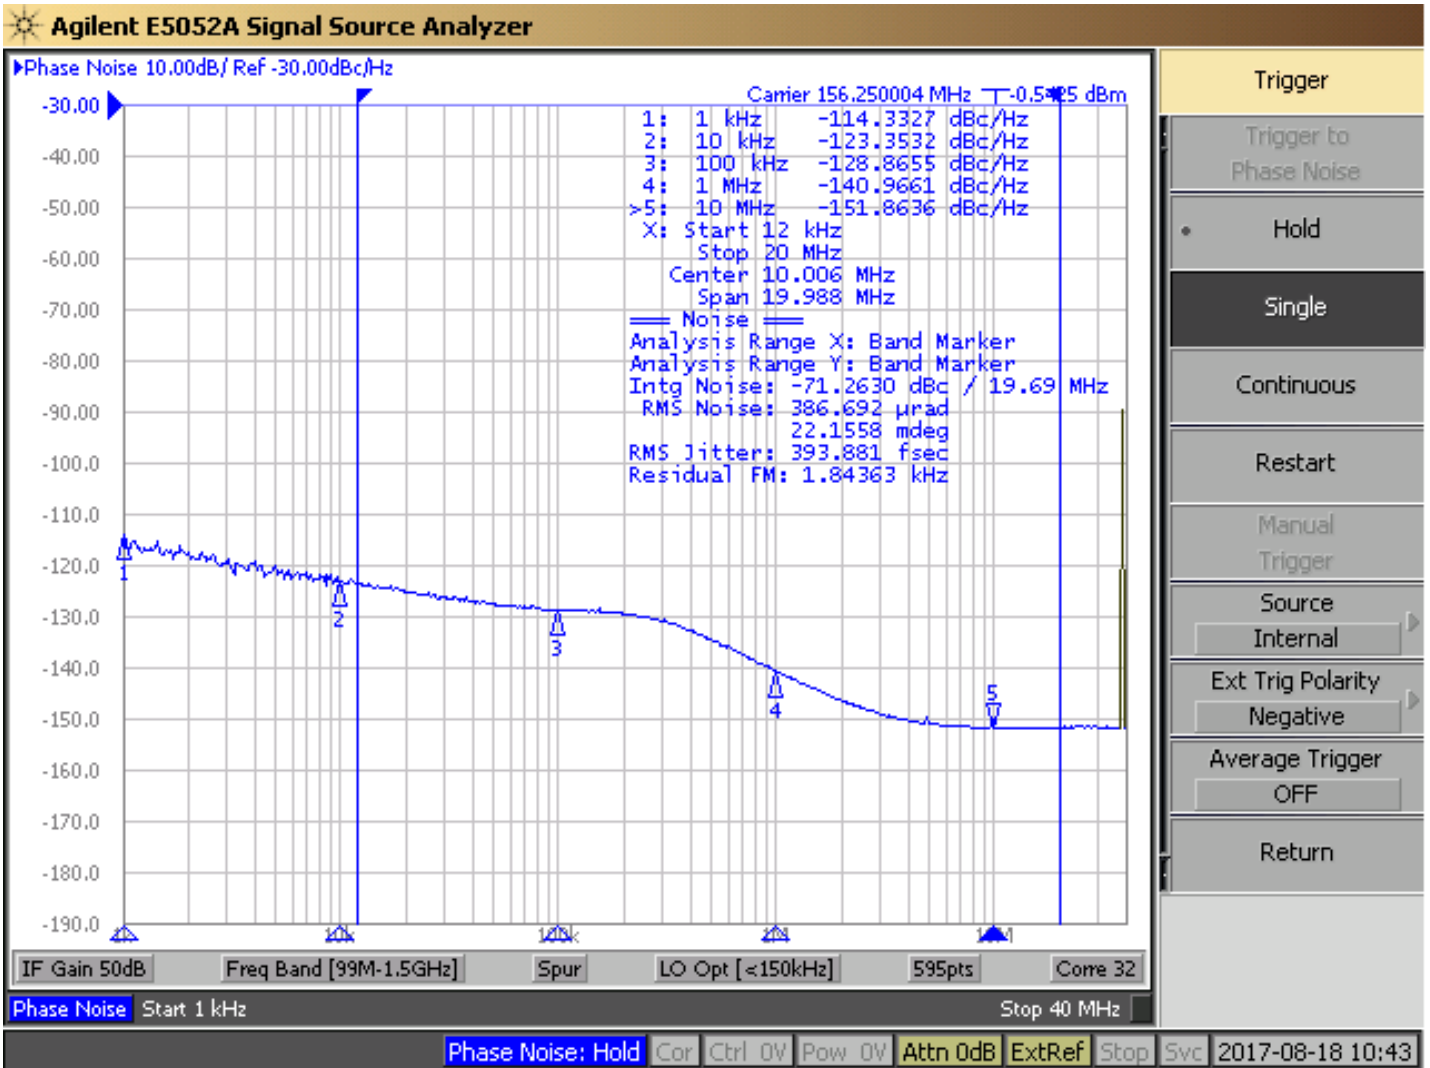 Agilent E5052A Signal Source Analyzer
▶Phase Noise 10.00dB/ Ref -30.00dBc/Hz
Carrier 156.250004 MHz
dBm
-30.00
-40.00
-50.00
-60.00
-70.00
-80.00
-90.00
-100.0
-110.0
-120.0
-130.0
-140.0
-150.0
-160.0
-170.0
-180.0
-190.0
1: 1 kHz -114.3327 dBc/Hz
2: 10 kHz -123.3532 dBc/Hz
3: 100 kHz -128.8655 dBc/Hz
4: 1 MHz -140.9661 dBc/Hz
>5: 10 MHz -151.8636 dBc/Hz
X: Start 12 kHz
Stop 20 MHz
Center 10.006 MHz
Span 19.988 MHz
=== Noise ===
Analysis Range X: Band Marker
Analysis Range Y: Band Marker
Intg Noise: -71.2630 dBc / 19.69 MHz
RMS Noise: 386.692 µrad
22.1558 mdeg
RMS Jitter: 393.881 fsec
Residual FM: 1.84363 kHz
1
2
3
4
5
IF Gain 50dB
Freq Band [99M-1.5GHz]
Spur
LO Opt [<150kHz]
595pts
Corre 32
Phase Noise Start 1 kHz
Stop 40 MHz
Phase Noise: Hold
Cor
Ctrl 0V
Pow 0V
Attn 0dB
ExtRef
Stop
Svc
2017-08-18 10:43
Trigger
Trigger to
Phase Noise
Hold
Single
Continuous
Restart
Manual
Trigger
Source
Internal
Ext Trig Polarity
Negative
Average Trigger
OFF
Return